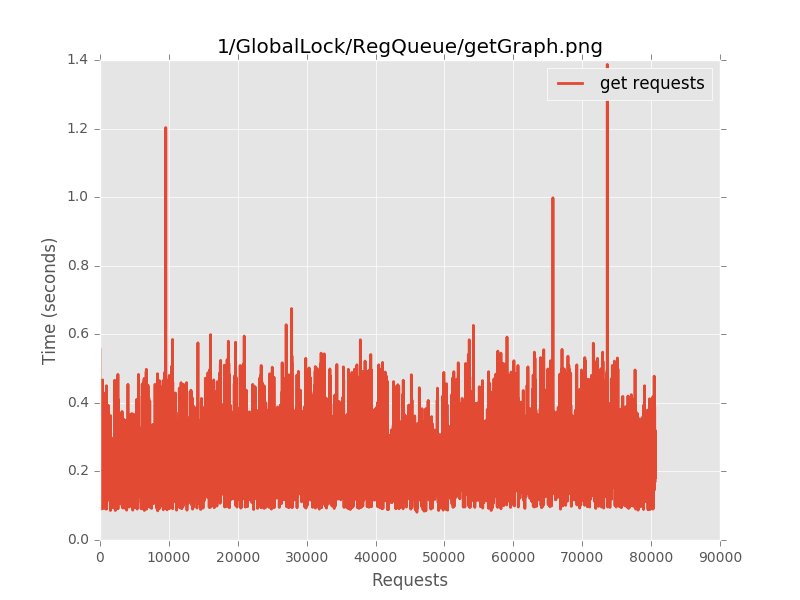 1/GlobalLock/RegQueue/getGraph.png
get requests
1.4
1.2
1.0
0.8
0.6
0.4
0.2
0.0
Time (seconds)
0 10000 20000 30000 40000 50000 60000 70000 80000 90000
Requests